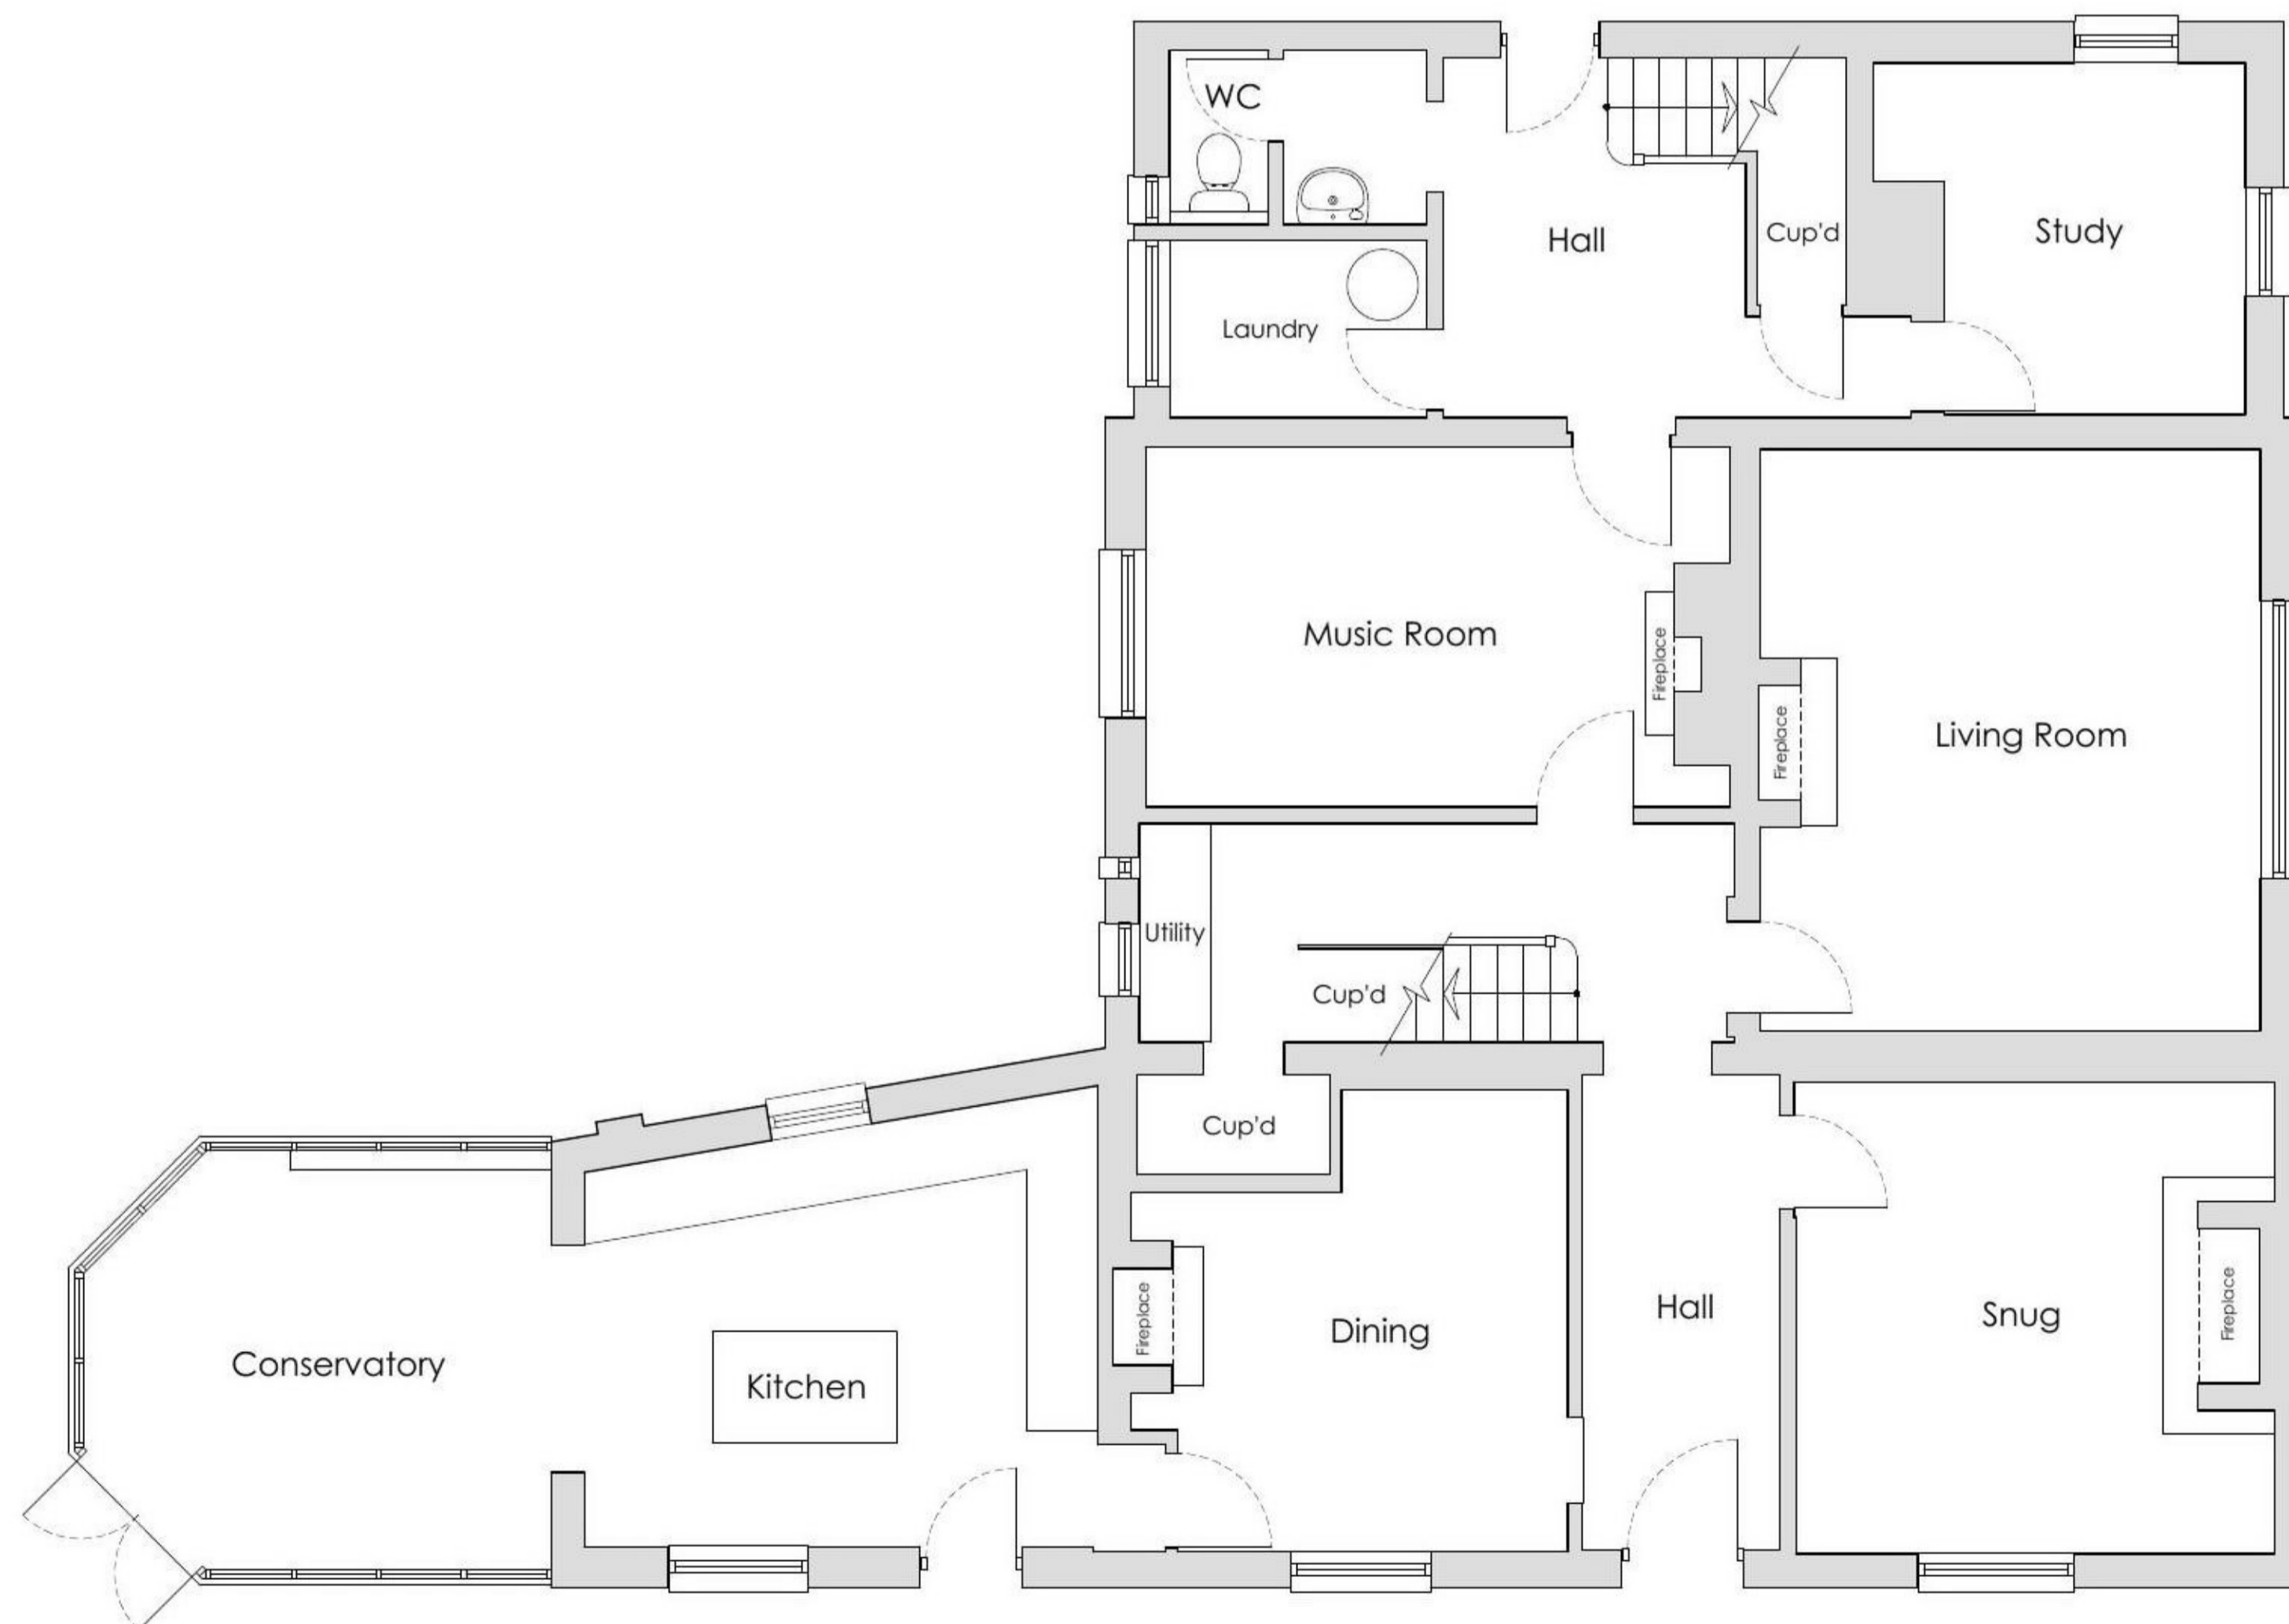 WC
Hall
Cup'd
Study
Laundry
Music Room
Fireplace
Fireplace
Living Room
Utility
Cup'd
Cup'd
Fireplace
Dining
Hall
Snug
Fireplace
Conservatory
Kitchen